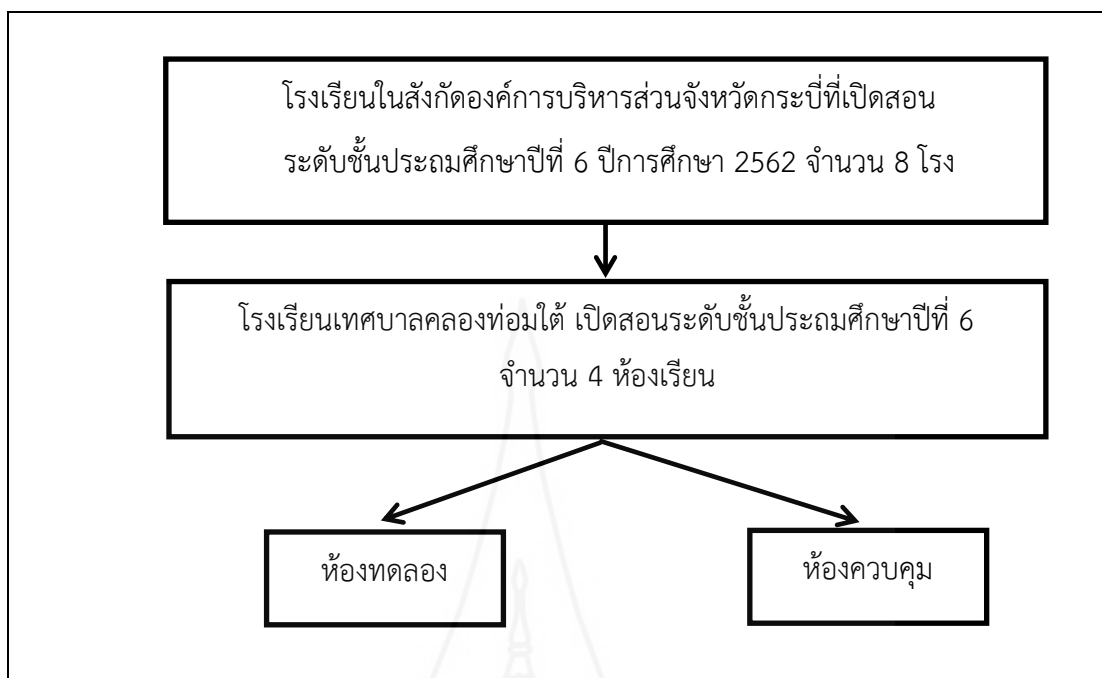 โรงเรียนในสังกัดองค์การบริหารส่วนจังหวัดกระบี่ที่เปิดสอน
ระดับชั้นประถมศึกษาปีที่ 6 ปีการศึกษา 2562 จำนวน 8 โรง
โรงเรียนเทศบาลคลองท่อมใต้ เปิดสอนระดับชั้นประถมศึกษาปีที่ 6
จำนวน 4 ห้องเรียน
ห้องทดลอง
ห้องควบคุม